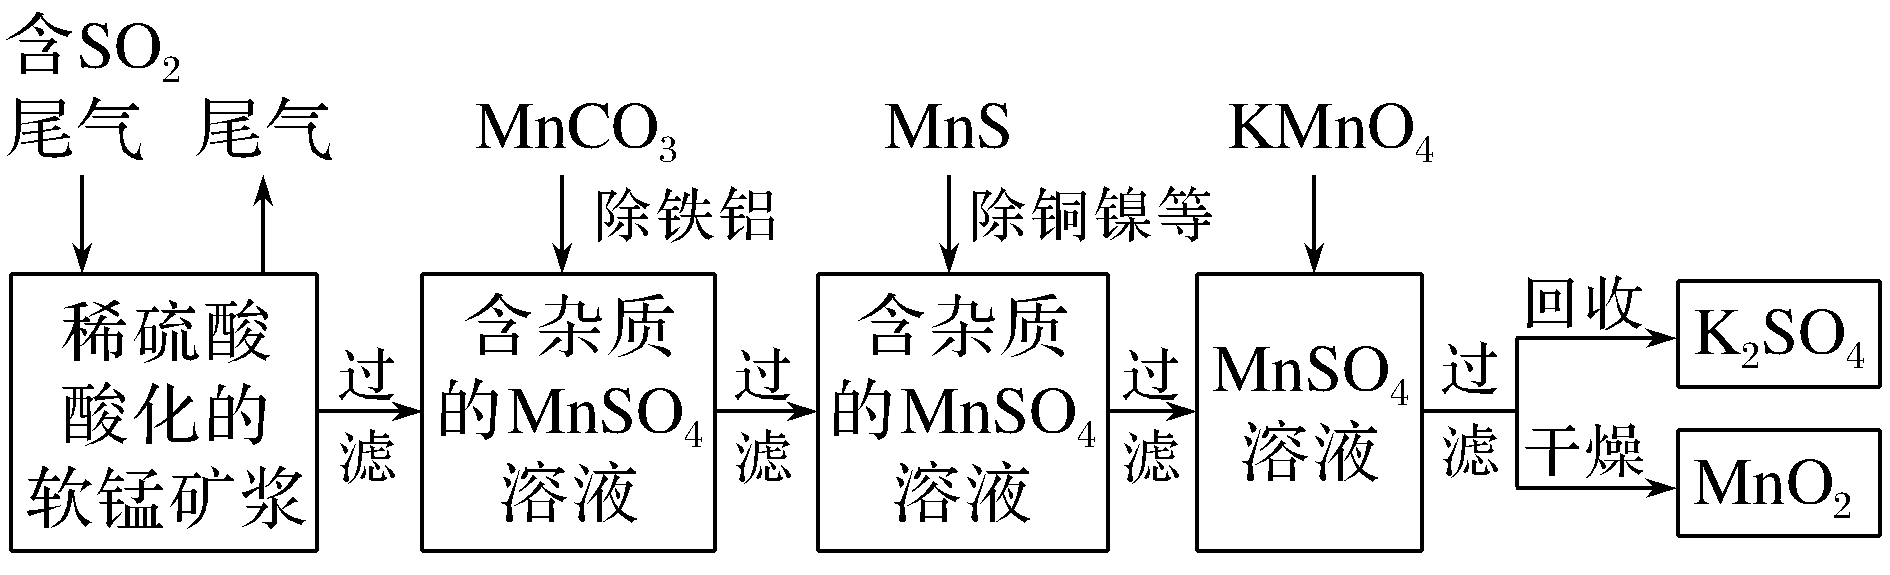 含SO₂
尾气
尾气
MnCO₃
MnS
KMnO₄
除铁铝
除铜镍等
稀硫酸
酸化的
软锰矿浆
过
滤
含杂质
的MnSO₄
溶液
过
滤
含杂质
的MnSO₄
溶液
过
滤
MnSO₄
溶液
过
滤
回收
K₂SO₄
干燥
MnO₂